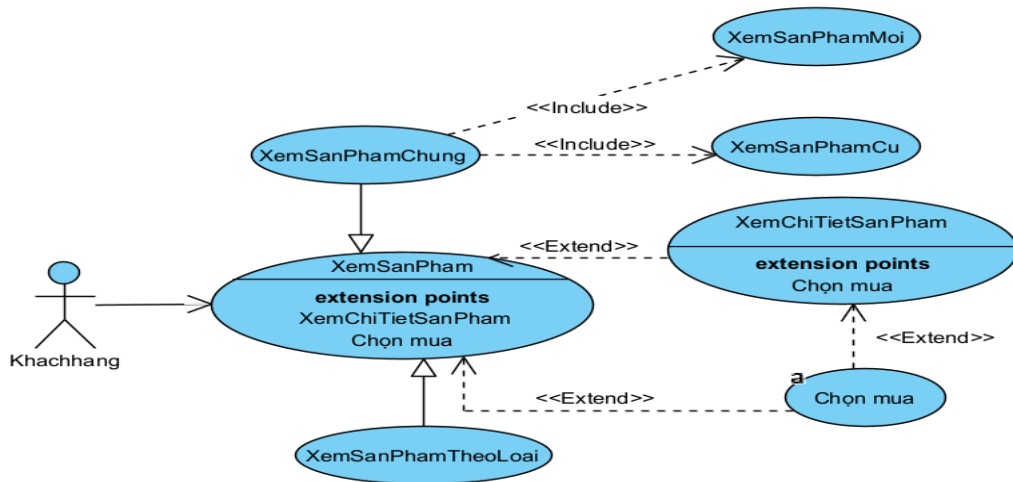 XemSanPhamMoi
<<Include>>
XemSanPhamChung
<<Include>>
XemSanPhamCu
XemChiTietSanPham
<<Extend>>
extension points
Chọn mua
XemSanPham
extension points
XemChiTietSanPham
Chọn mua
Khachhang
<<Extend>>
a
Chọn mua
<<Extend>>
XemSanPhamTheoLoai